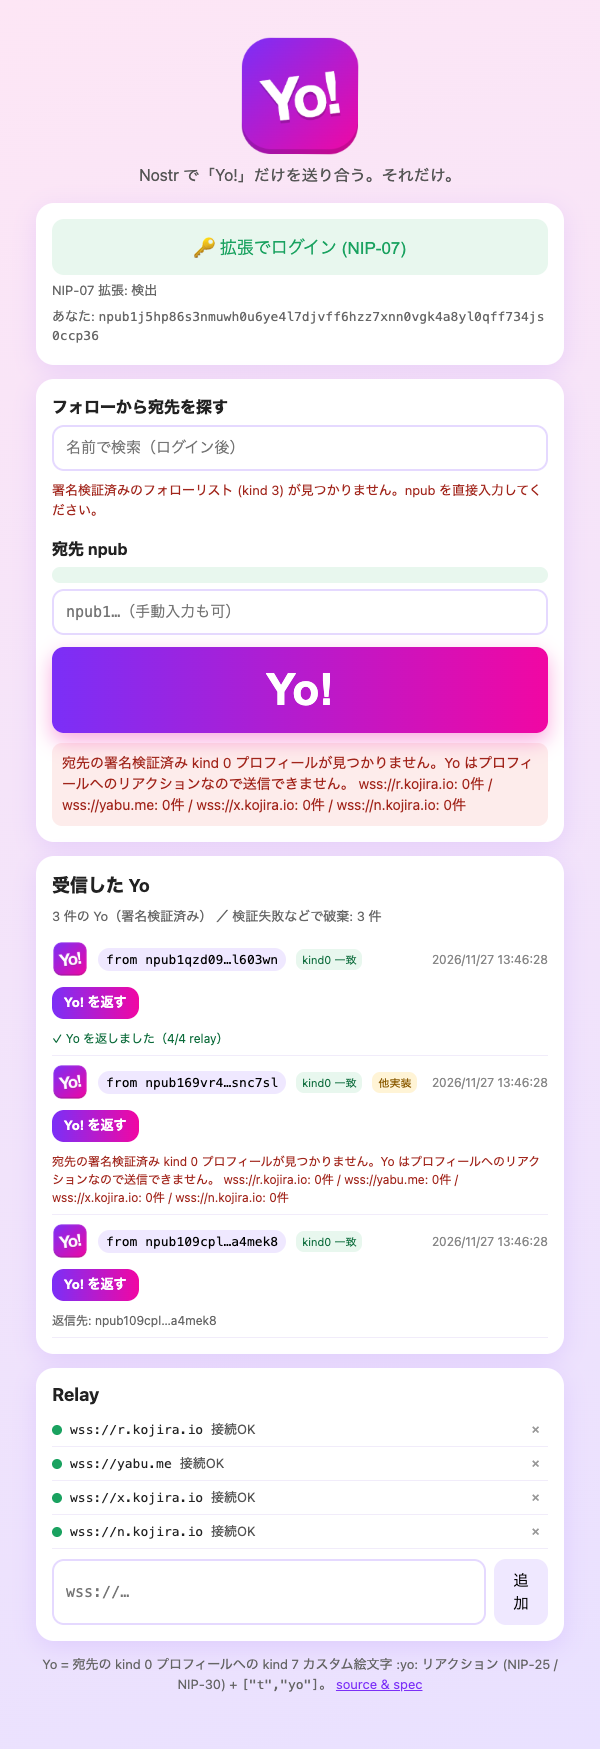 Yo!
Nostr で「Yo!」だけを送り合う。それだけ。
🔑 拡張でログイン (NIP-07)
NIP-07 拡張: 検出
あなた: npub1j5hp86s3nmuwh0u6ye4l7djvff6hzz7xnn0vgk4a8yl0qff734js
0ccp36
フォローから宛先を探す
名前で検索（ログイン後）
署名検証済みのフォローリスト (kind 3) が見つかりません。npub を直接入力してく
ださい。
宛先 npub
npub1…（手動入力も可）
Yo!
宛先の署名検証済み kind 0 プロフィールが見つかりません。Yo はプロフィ
ールへのリアクションなので送信できません。 wss://r.kojira.io: 0件 /
wss://yabu.me: 0件 / wss://x.kojira.io: 0件 / wss://n.kojira.io: 0件
受信した Yo
3 件の Yo（署名検証済み） ／ 検証失敗などで破棄: 3 件
Yo! from npub1qzd09…l603wn kind0 一致 2026/11/27 13:46:28
Yo! を返す
✓ Yo を返しました（4/4 relay）
Yo! from npub169vr4…snc7sl kind0 一致 他実装 2026/11/27 13:46:28
Yo! を返す
宛先の署名検証済み kind 0 プロフィールが見つかりません。Yo はプロフィールへのリアク
ションなので送信できません。 wss://r.kojira.io: 0件 / wss://yabu.me: 0件 /
wss://x.kojira.io: 0件 / wss://n.kojira.io: 0件
Yo! from npub109cpl…a4mek8 kind0 一致 2026/11/27 13:46:28
Yo! を返す
返信先: npub109cpl…a4mek8
Relay
wss://r.kojira.io 接続OK ×
wss://yabu.me 接続OK ×
wss://x.kojira.io 接続OK ×
wss://n.kojira.io 接続OK ×
wss://… 追
加
Yo = 宛先の kind 0 プロフィールへの kind 7 カスタム絵文字 :yo: リアクション (NIP-25 /
NIP-30) + ["t","yo"]。 source & spec